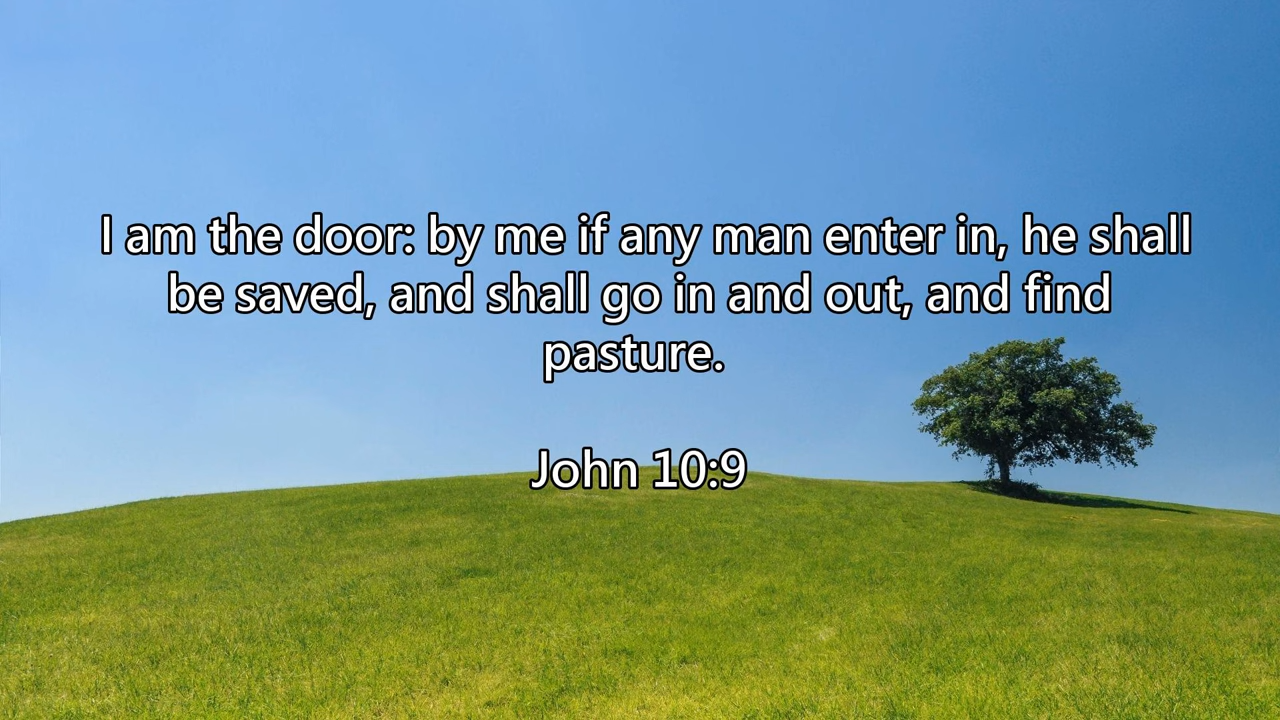 I am the door: by me if any man enter in, he shall
be saved, and shall go in and out, and find
pasture.
John 10:9